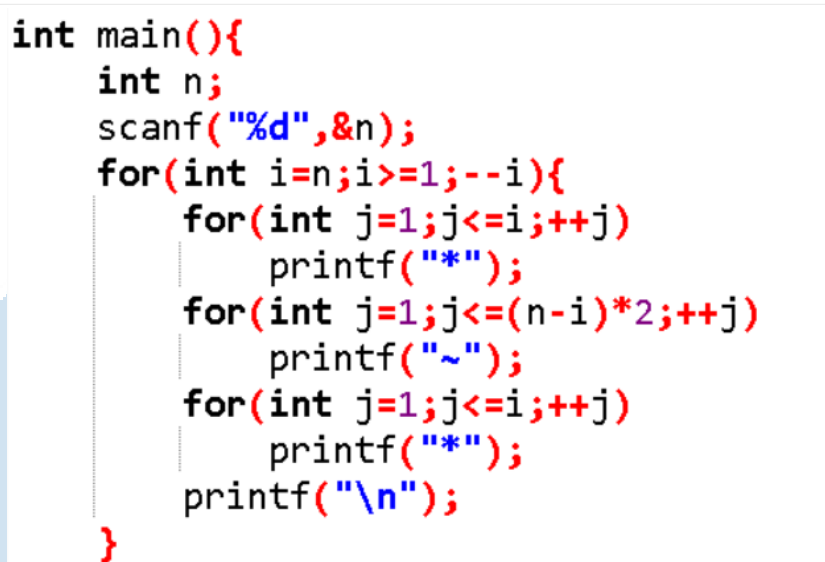 int main(){
    int n;
    scanf("%d",&n);
    for(int i=n;i>=1;--i){
        for(int j=1;j<=i;++j)
            printf("*");
        for(int j=1;j<=(n-i)*2;++j)
            printf("~");
        for(int j=1;j<=i;++j)
            printf("*");
        printf("\n");
    }